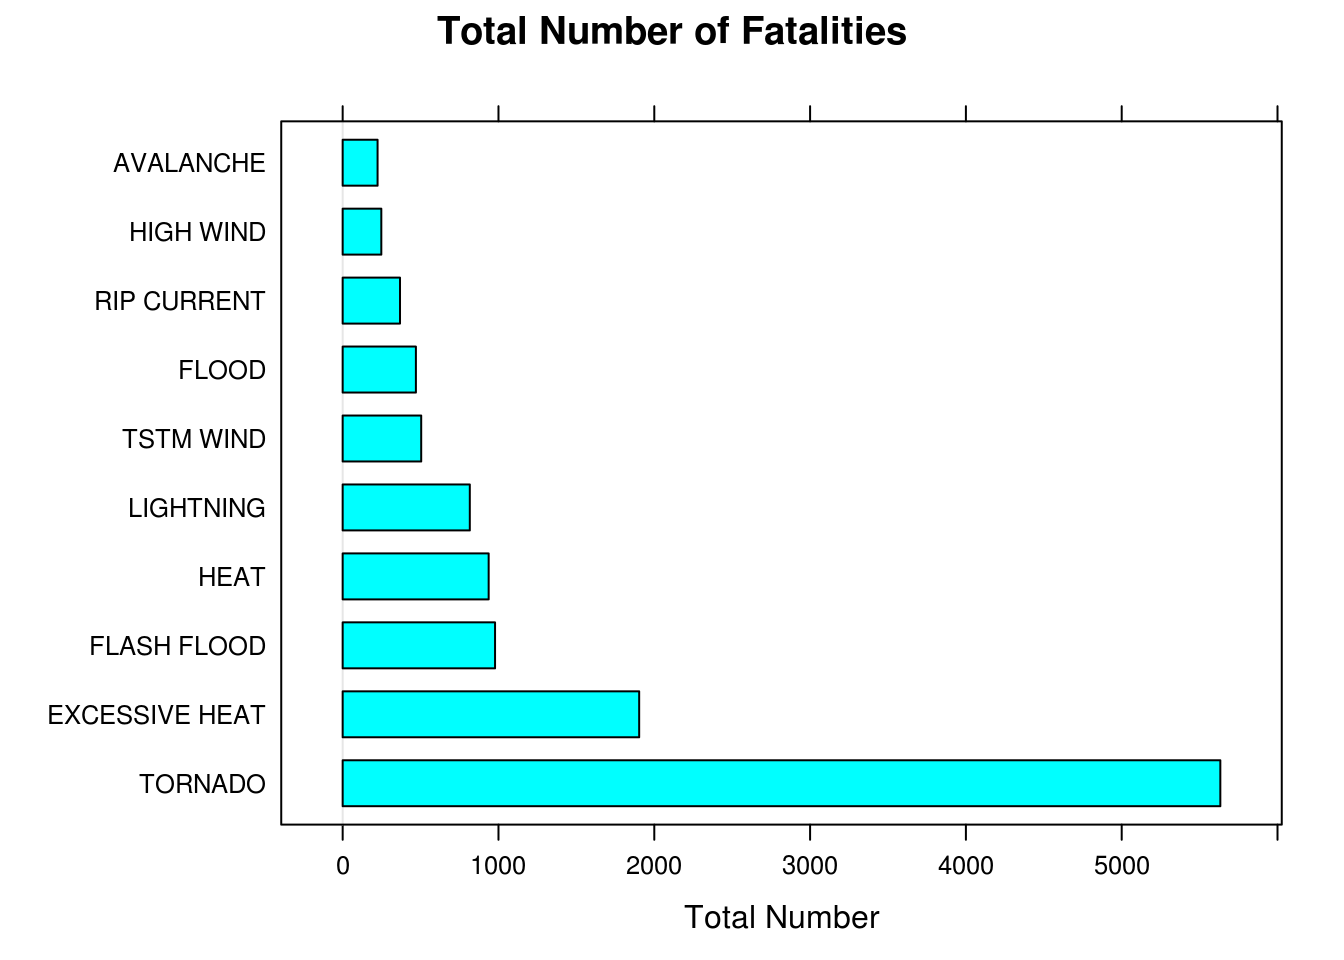 Total Number of Fatalities
AVALANCHE
HIGH WIND
RIP CURRENT
FLOOD
TSTM WIND
LIGHTNING
HEAT
FLASH FLOOD
EXCESSIVE HEAT
TORNADO
0 1000 2000 3000 4000 5000
Total Number